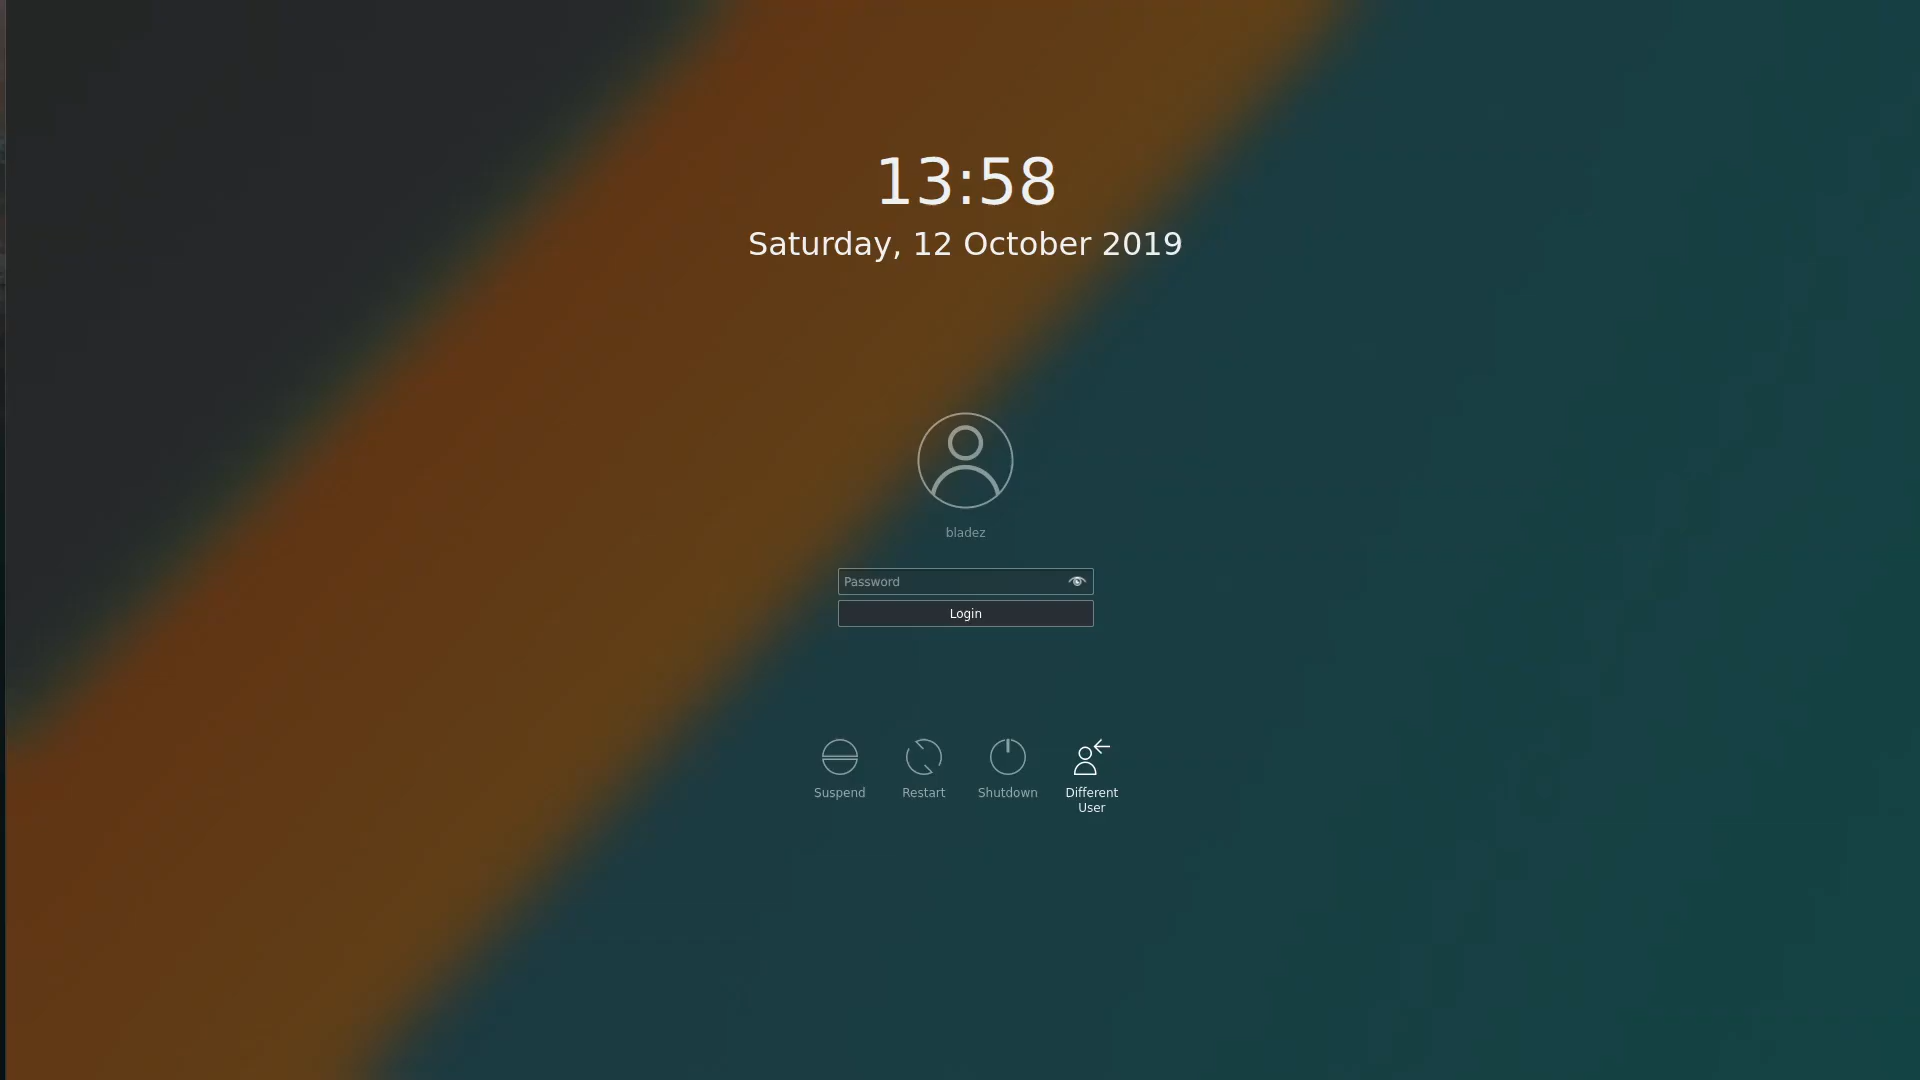 13:58
Saturday, 12 October 2019
bladez
Password
Login
Suspend
Restart
Shutdown
Different
User